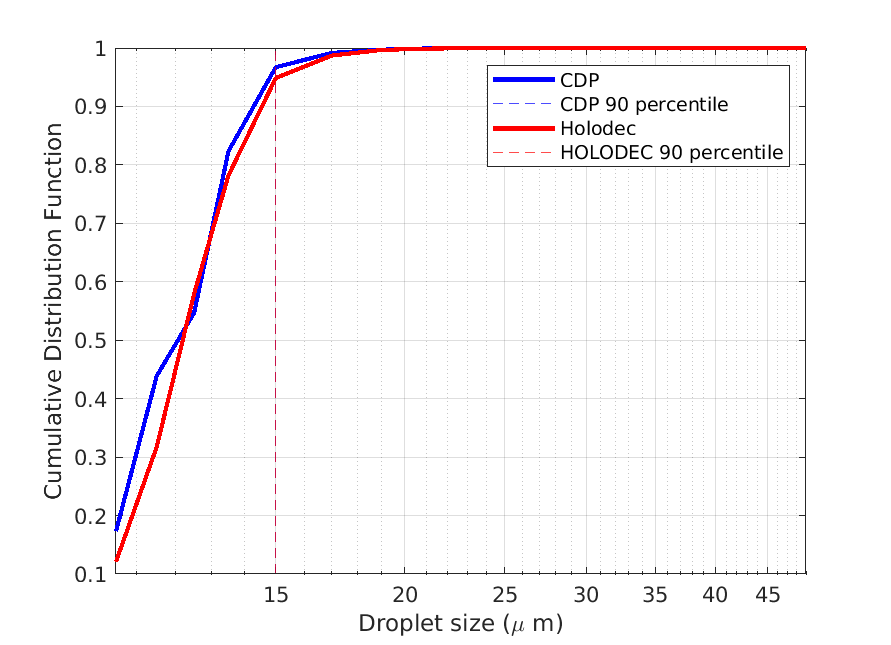 1
0.9
0.8
0.7
0.6
0.5
0.4
0.3
0.2
0.1
Cumulative Distribution Function
CDP
CDP 90 percentile
Holodec
HOLODEC 90 percentile
15 20 25 30 35 40 45
Droplet size (μ m)